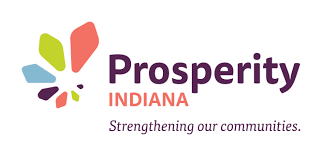 Prosperity
INDIANA
Strengthening our communities.